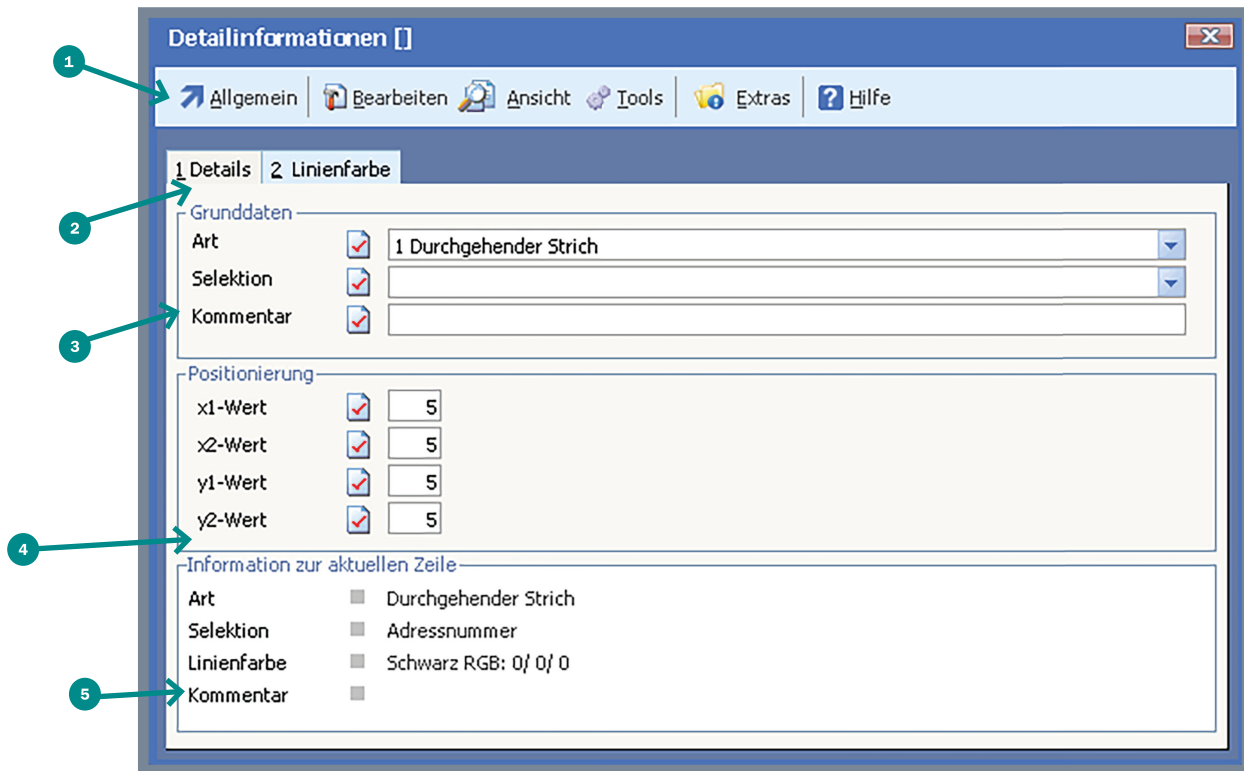 Detailinformationen []
1 Allgemein Bearbeiten Ansicht Tools Extras ? Hilfe
1 Details 2 Linienfarbe
2 Grunddaten
Art 1 Durchgehender Strich
Selektion
3 Kommentar
Positionierung
x1-Wert 5
x2-Wert 5
y1-Wert 5
y2-Wert 5
4
Information zur aktuellen Zeile
Art Durchgehender Strich
Selektion Adressnummer
Linienfarbe Schwarz RGB: 0/ 0/ 0
5 Kommentar